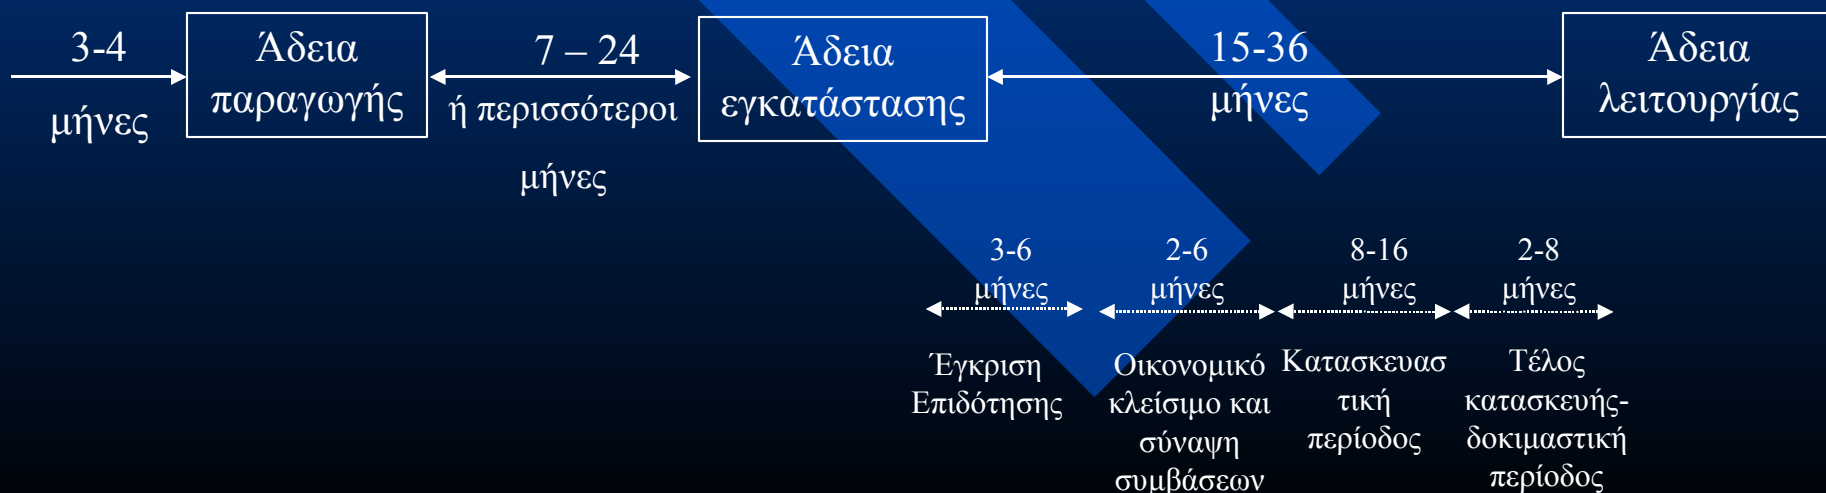 3-4
μήνες
Άδεια
παραγωγής
7 – 24
ή περισσότεροι
μήνες
Άδεια
εγκατάστασης
15-36
μήνες
Άδεια
λειτουργίας
3-6
μήνες
Έγκριση
Επιδότησης
2-6
μήνες
Οικονομικό
κλείσιμο και
σύναψη
συμβάσεων
8-16
μήνες
Κατασκευασ
τική
περίοδος
2-8
μήνες
Τέλος
κατασκευής-
δοκιμαστική
περίοδος